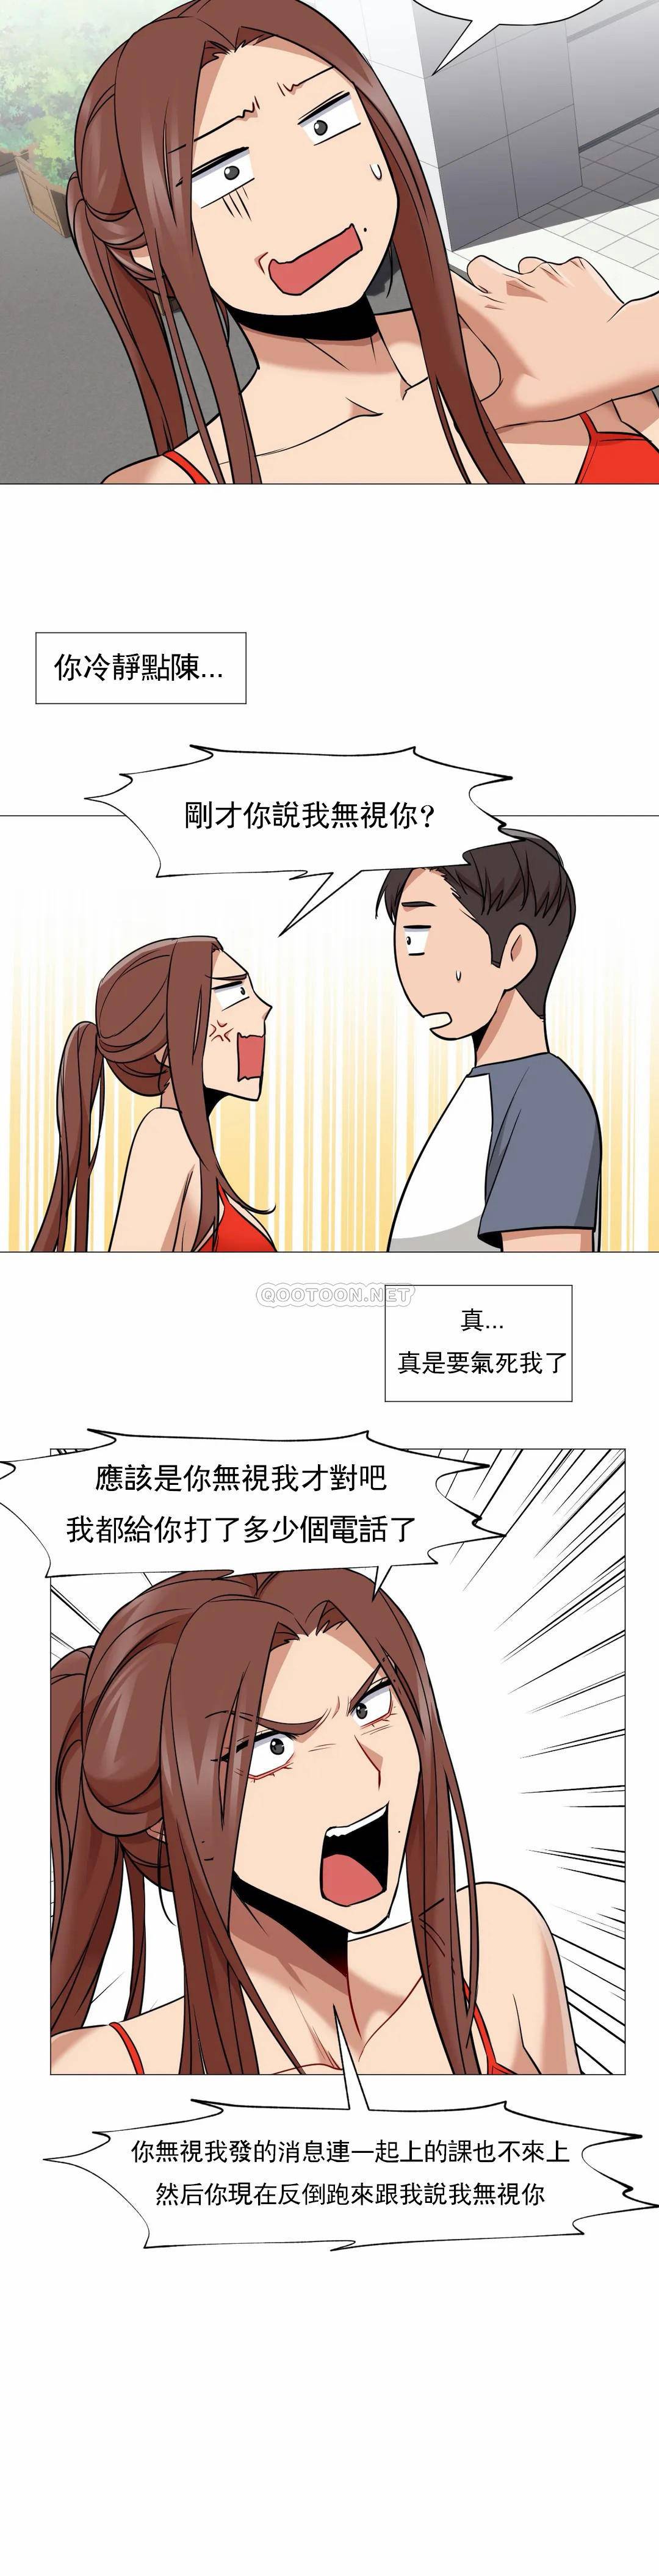 你冷靜點陳...
剛才你說我無視你?
QOOTOON.NET
真...
真是要氣死我了
應該是你無視我才對吧
我都給你打了多少個電話了
你無視我發的消息連一起上的課也不來上
然后你現在反倒跑來跟我說我無視你